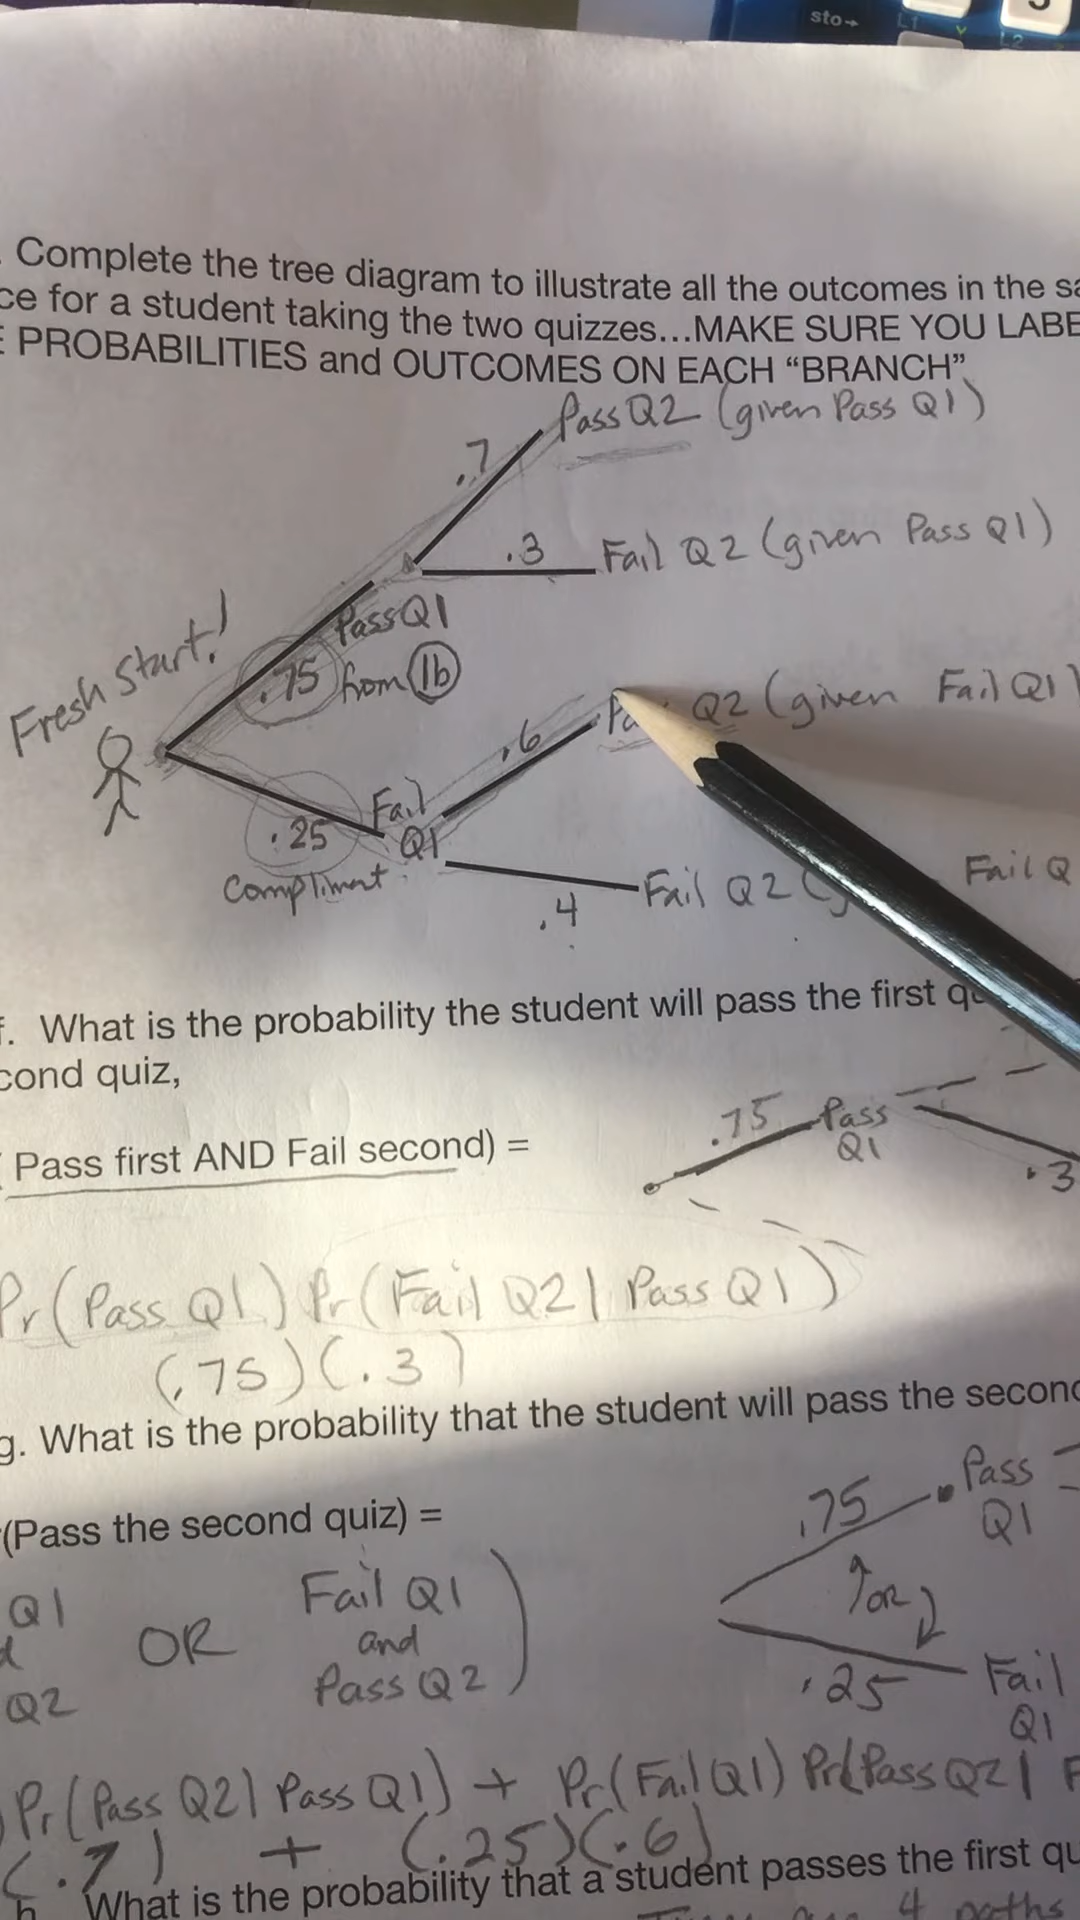 sto→ L1 L2
Complete the tree diagram to illustrate all the outcomes in the sa
ce for a student taking the two quizzes...MAKE SURE YOU LABE
PROBABILITIES and OUTCOMES ON EACH “BRANCH”
Pass Q2 (given Pass Q1)
.7
.3 Fail Q2 (given Pass Q1)
Fresh Start!
Pass Q1
.75 from 1b
.6 Pa Q2 (given Fail Q1)
Fail
Q1
.25
Compliment
.4 Fail Q2 ( Fail Q
f. What is the probability the student will pass the first qu
cond quiz,
.75 Pass
Q1
.3
Pass first AND Fail second) =
Pr(Pass Q1) Pr(Fail Q2 | Pass Q1)
(.75)(.3)
g. What is the probability that the student will pass the second
.75 Pass
Q1
(Pass the second quiz) =
OR
.25 Fail
Q1
Q1 OR Fail Q1
and
Q2 Pass Q2)
Pr(Pass Q2 | Pass Q1) + Pr(Fail Q1) Pr(Pass Q2 | F
(.7) + (.25)(.6)
h. What is the probability that a student passes the first qu
4 paths